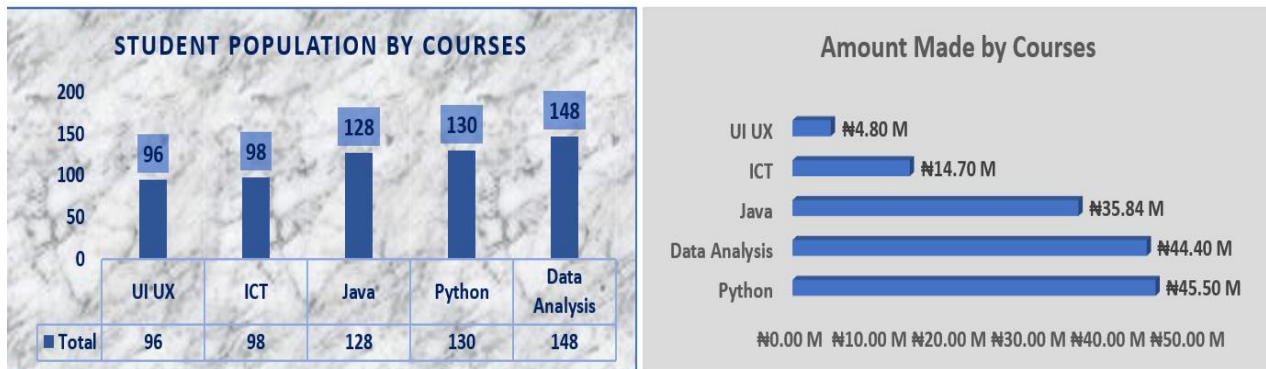 STUDENT POPULATION BY COURSES
200
150
100
50
0
96
98
128
130
148
UI UX ICT Java Python Data Analysis
Total 96 98 128 130 148
Amount Made by Courses
UI UX ₦4.80 M
ICT ₦14.70 M
Java ₦35.84 M
Data Analysis ₦44.40 M
Python ₦45.50 M
₦0.00 M ₦10.00 M ₦20.00 M ₦30.00 M ₦40.00 M ₦50.00 M